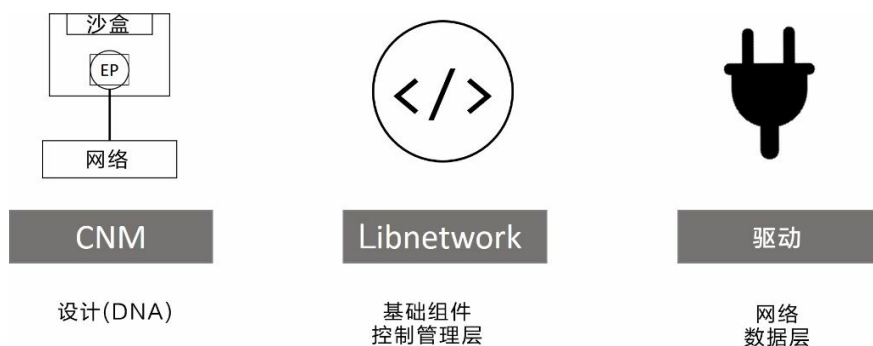 沙盒
EP
网络
</>
CNM
Libnetwork
驱动
设计(DNA)
基础组件
控制管理层
网络
数据层